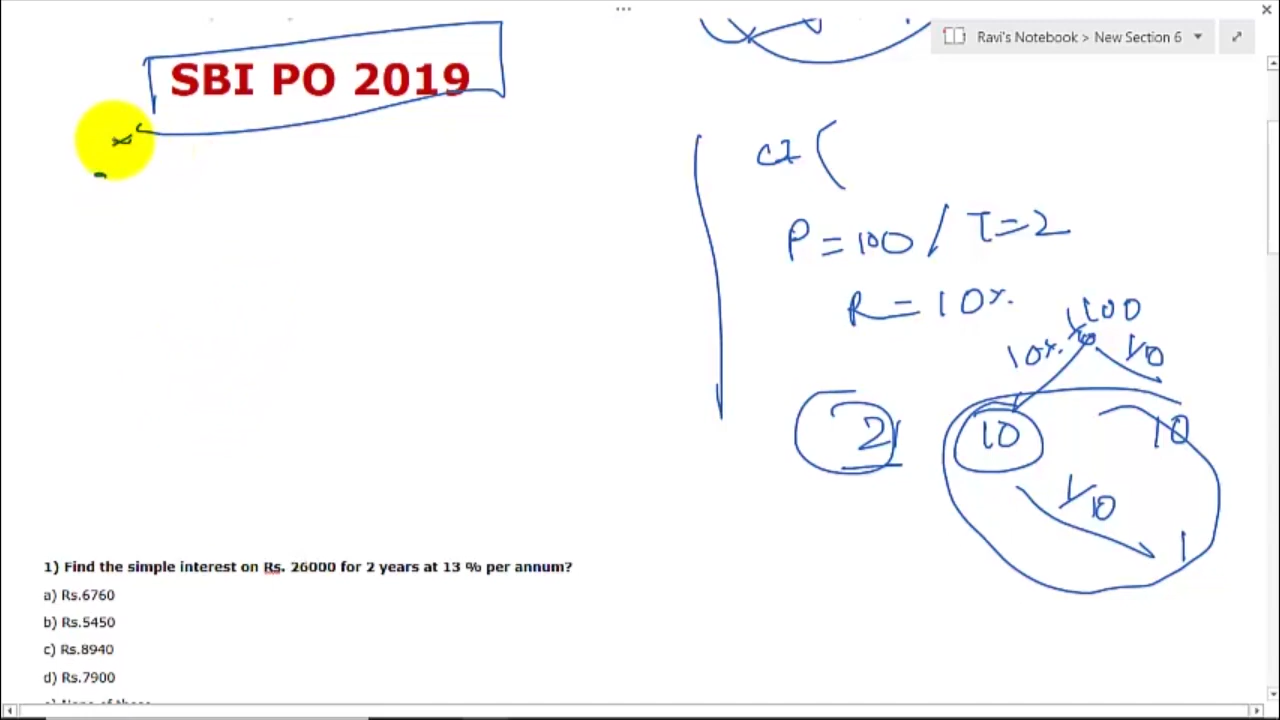 Ravi's Notebook > New Section 6
SBI PO 2019
CI (
P = 100 / T = 2
R = 10%.
100
10%. 1/10
21 10 10
1/10
1
1) Find the simple interest on Rs. 26000 for 2 years at 13 % per annum?
a) Rs.6760
b) Rs.5450
c) Rs.8940
d) Rs.7900